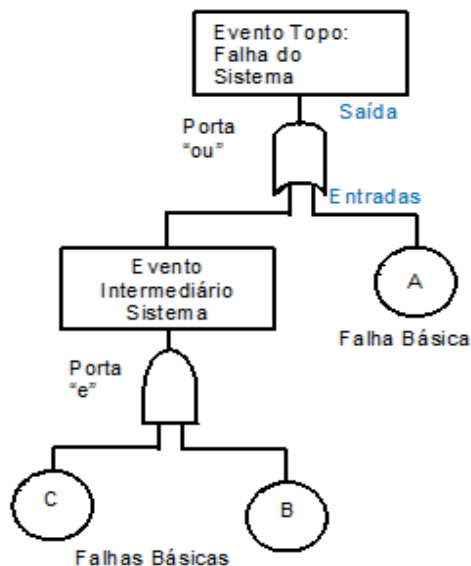 Evento Topo:
Falha do
Sistema
Saída
Porta
“ou”
Entradas
Evento
Intermediário
Sistema
A
Falha Básica
Porta
“e”
C
B
Falhas Básicas